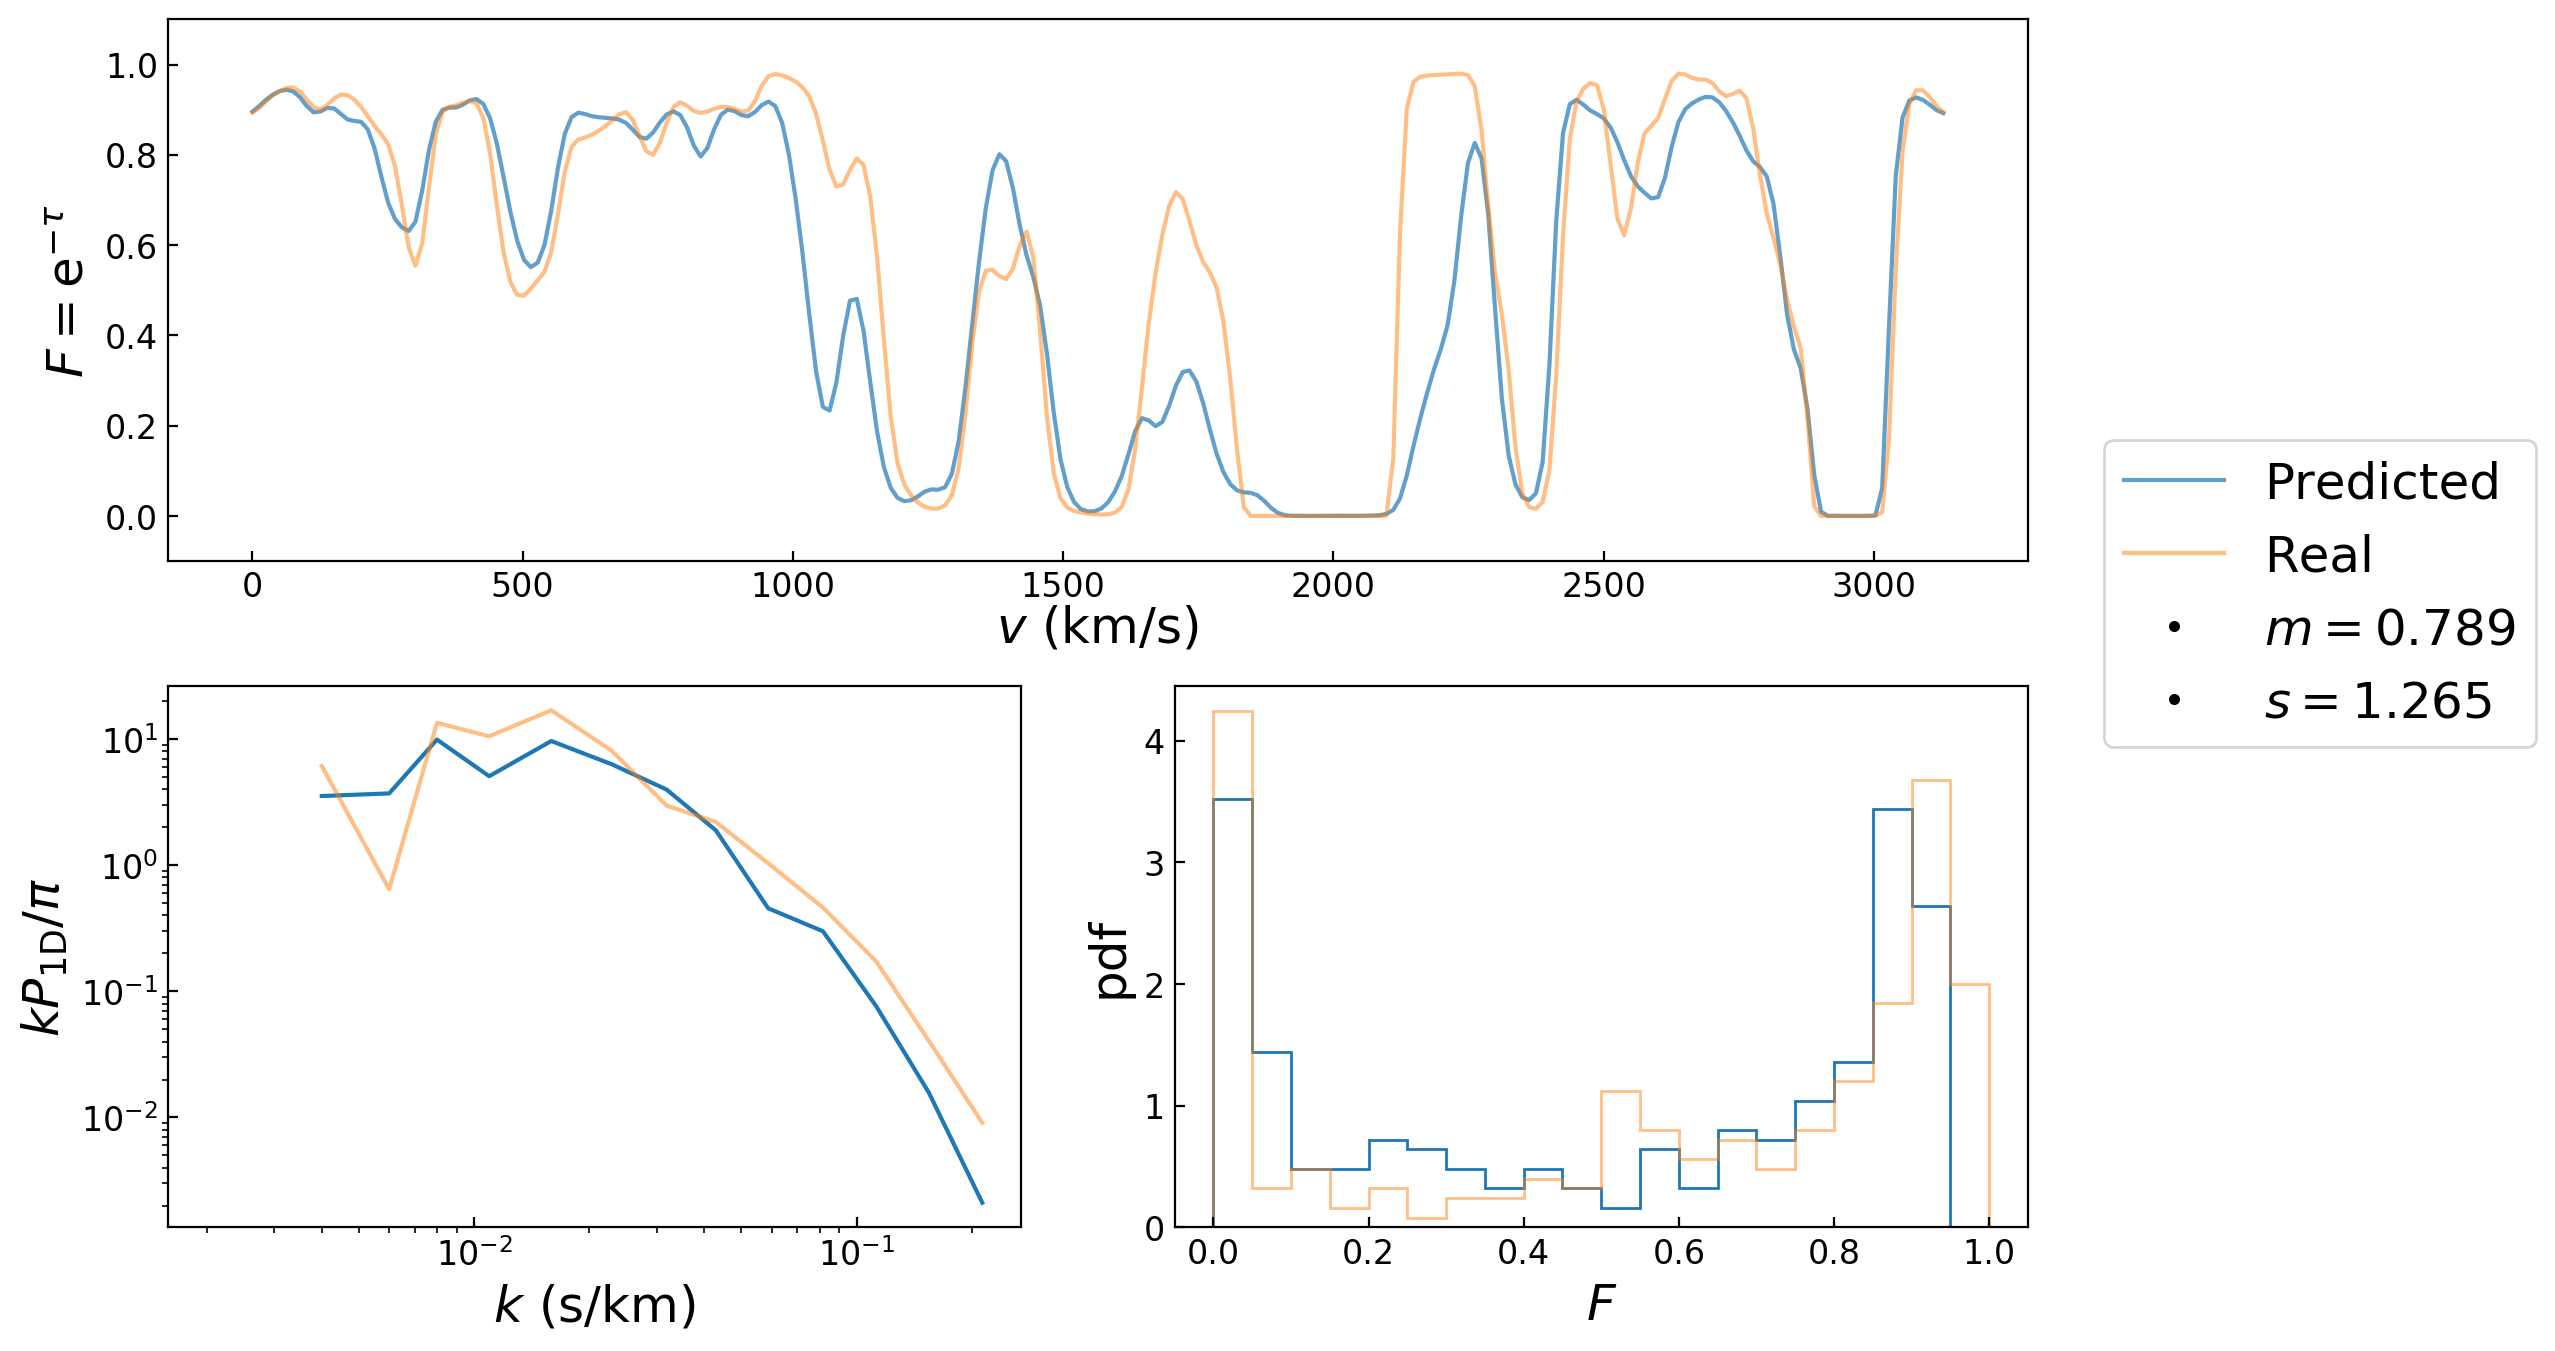 1.0
0.8
0.6
0.4
0.2
0.0
F = e^{−τ}
0 500 1000 1500 2000 2500 3000
v (km/s)
Predicted
Real
m = 0.789
s = 1.265
10^1
10^0
10^{−1}
10^{−2}
kP_{1D}/π
10^{−2} 10^{−1}
k (s/km)
4
3
2
1
0
pdf
0.0 0.2 0.4 0.6 0.8 1.0
F